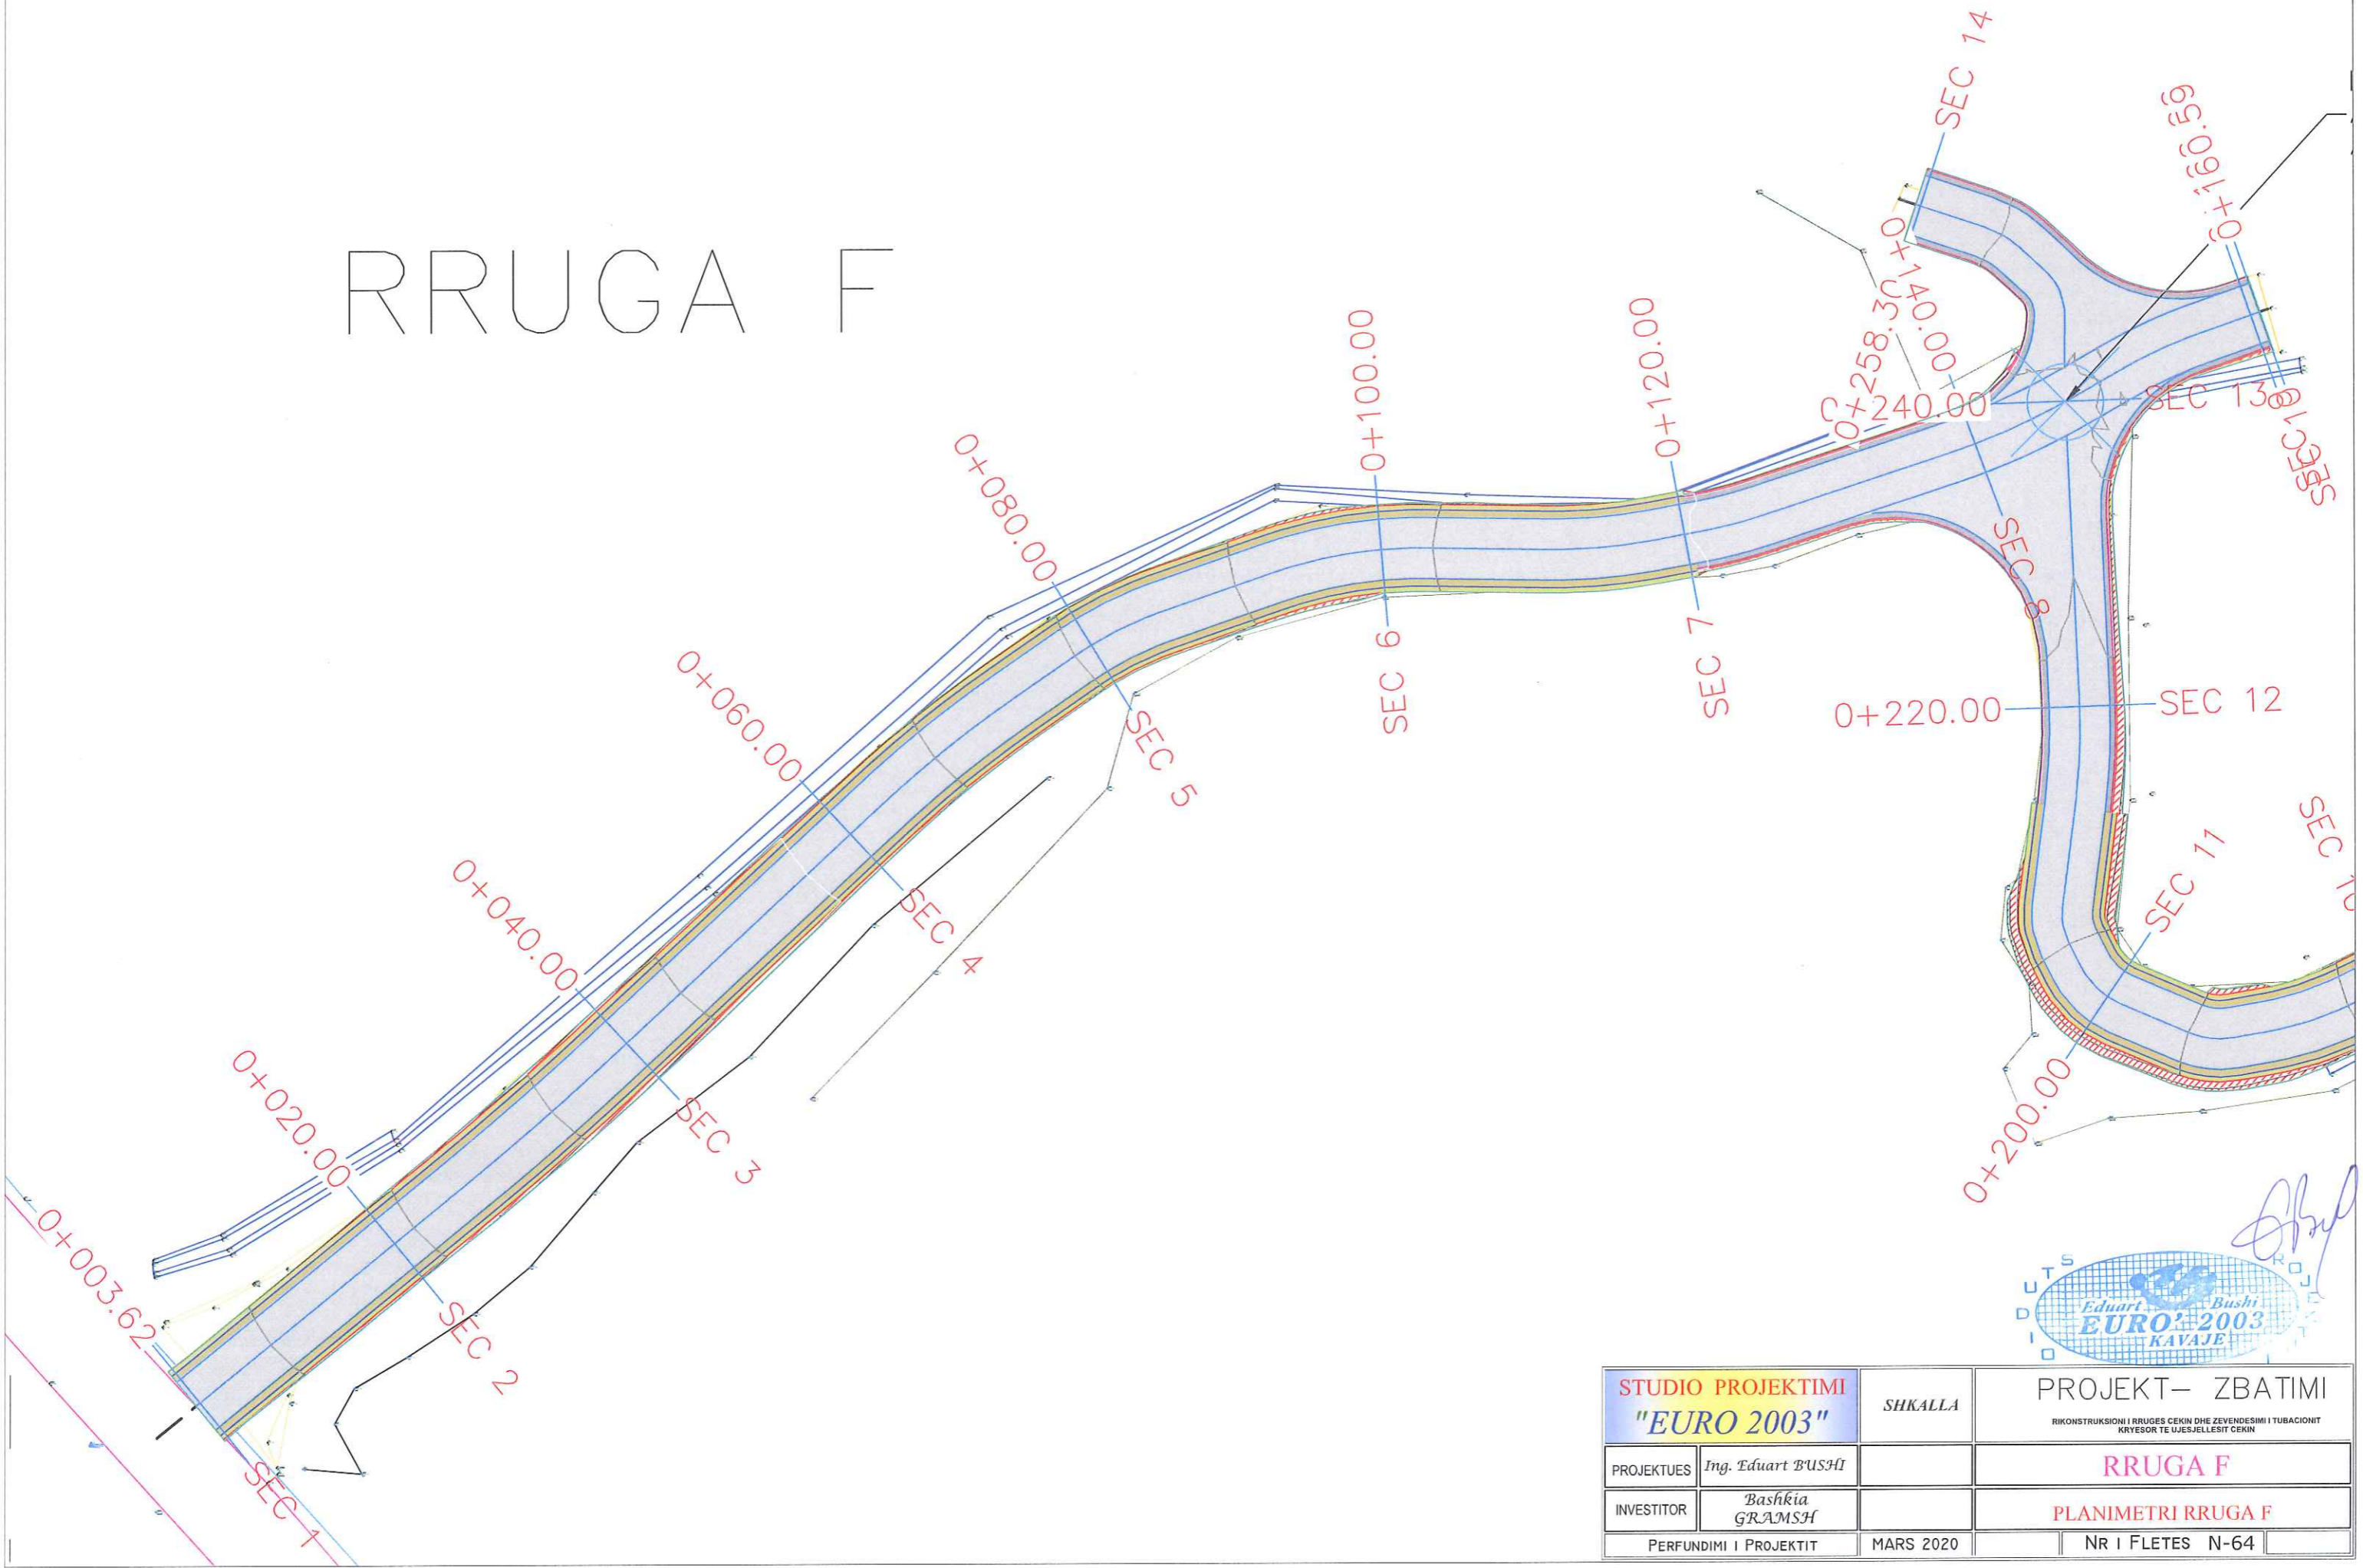 RRUGA F
SEC 14
0+160.59
0+140.00
0+258.3
0+240.00
SEC 13
SEC 8
0+120.00
0+100.00
0+080.00
SEC 7
SEC 6
0+220.00
SEC 12
0+060.00
SEC 5
SEC 11
SEC 10
0+040.00
SEC 4
0+200.00
0+020.00
SEC 3
0+003.62
SEC 2
SEC 1
STUDIO PROJEKTI
Eduart Bushi
EURO' 2003
KAVAJE
STUDIO PROJEKTIMI
"EURO 2003"
SHKALLA
PROJEKT- ZBATIMI
RIKONSTRUKSIONI I RRUGES CEKIN DHE ZEVENDESIMI I TUBACIONIT
KRYESOR TE UJESJELLESIT CEKIN
PROJEKTUES Ing. Eduart BUSHI
RRUGA F
INVESTITOR Bashkia
GRAMSH
PLANIMETRI RRUGA F
PERFUNDIMI I PROJEKTIT MARS 2020 NR I FLETES N-64